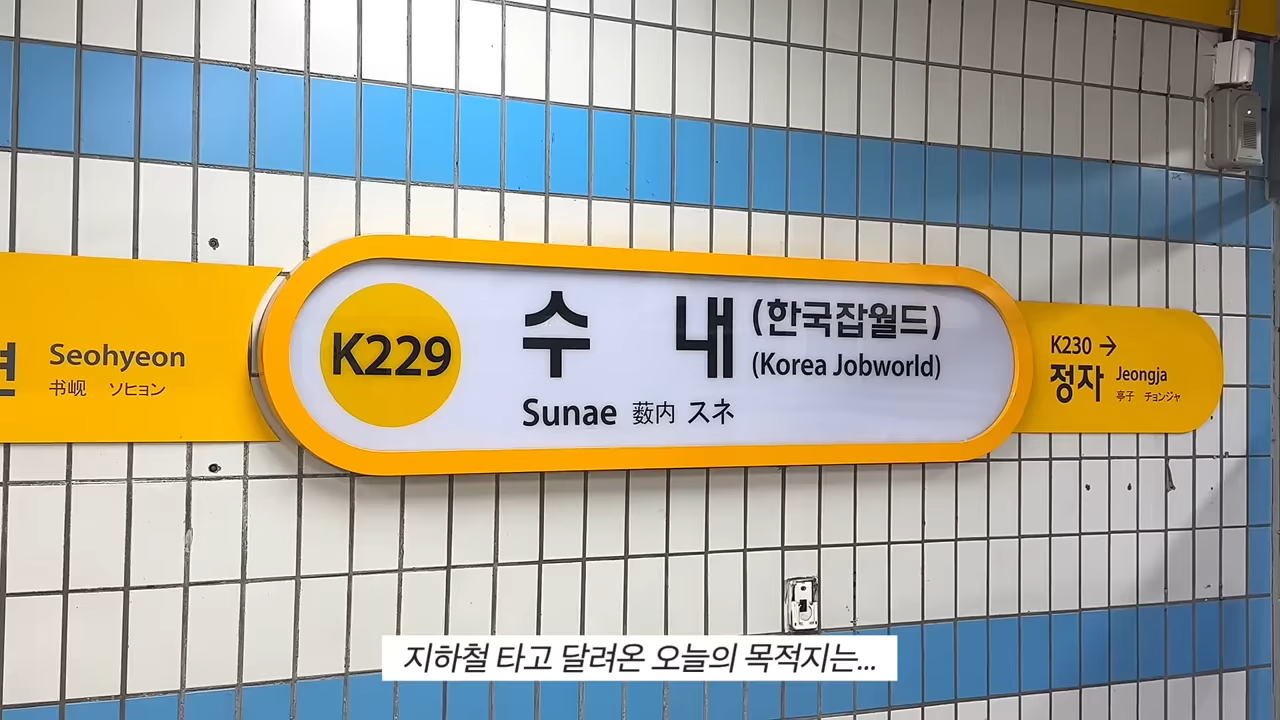 Seohyeon
书岘 ソヒョン
K229
수내
(한국잡월드)
(Korea Jobworld)
Sunae 薮内 スネ
K230 →
정자 Jeongja
亭子 チョンジャ
지하철 타고 달려온 오늘의 목적지는...